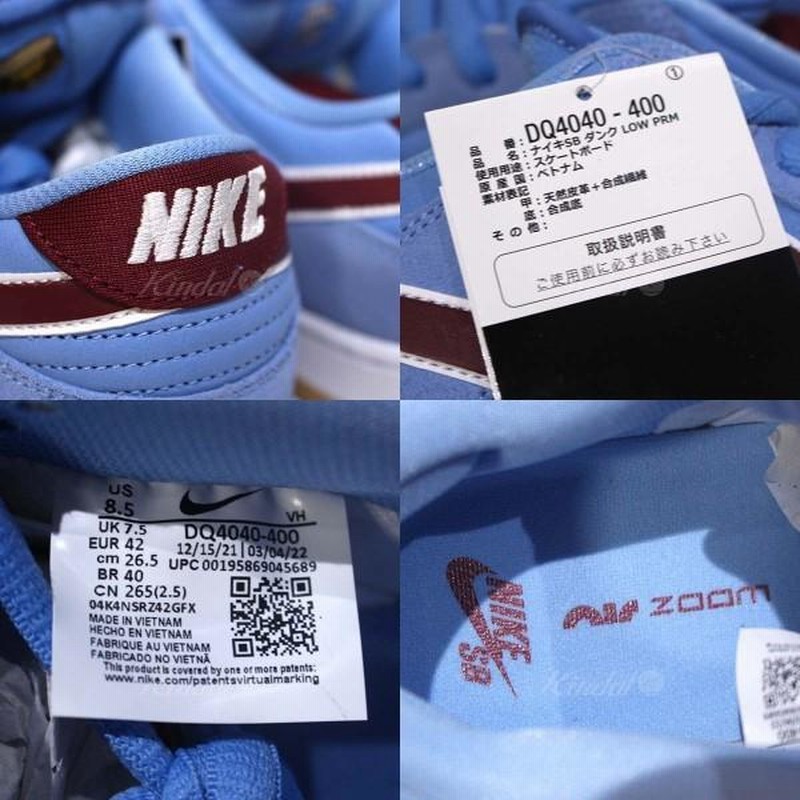 NIKE
Kindal
①
DQ4040 - 400
品 番:
品 名:ナイキSB ダンク LOW PRM
使用用途:スケートボード
原 産 国:ベトナム
素材表記
甲:天然皮革+合成繊維
底:合成底
そ の 他:
取扱説明書
ご使用前に必ずお読み下さい
US
8.5
VH
UK 7.5
DQ4040-400
EUR 42
12/15/21|03/04/22
cm 26.5
UPC 00195869045689
BR 40
CN 265(2.5)
04K4NSRZ42GFX
MADE IN VIETNAM
HECHO EN VIETNAM
FABRIQUE AU VIETNAM
FABRICADO NO VIETNÃ
This product is covered by one or more patents:
www.nike.com/patentsvirtualmarking
NIKE
SB
ZOOM
Kindal